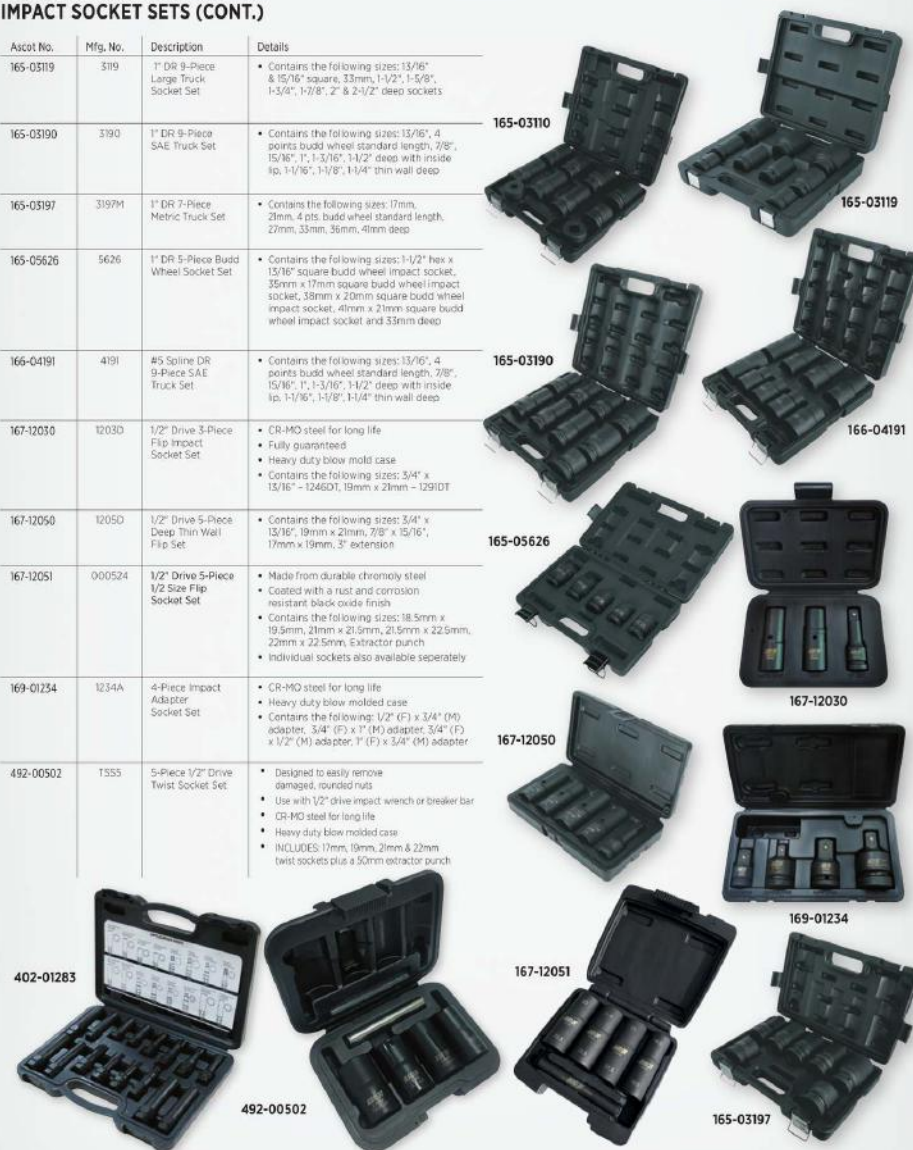 IMPACT SOCKET SETS (CONT.)
Ascot No. Mfg. No. Description Details
165-03119 3119 1" DR 9-Piece Large Truck Socket Set
• Contains the following sizes: 13/16"
& 15/16" square, 33mm, 1-1/2", 1-5/8",
1-3/4", 1-7/8", 2" & 2-1/2" deep sockets
165-03190 3190 1" DR 9-Piece SAE Truck Set
• Contains the following sizes: 13/16", 4
points budd wheel standard length, 7/8",
15/16", 1", 1-3/16", 1-1/2" deep with inside
lip, 1-1/16", 1-1/8", 1-1/4" thin wall deep
165-03197 3197M 1" DR 7-Piece Metric Truck Set
• Contains the following sizes: 17mm,
21mm, 4 pts. budd wheel standard length,
27mm, 33mm, 36mm, 41mm deep
165-05626 5626 1" DR 5-Piece Budd Wheel Socket Set
• Contains the following sizes: 1-1/2" hex x
13/16" square budd wheel impact socket,
35mm x 17mm square budd wheel impact
socket, 38mm x 20mm square budd wheel
impact socket, 41mm x 21mm square budd
wheel impact socket and 33mm deep
166-04191 4191 #5 Spline DR 9-Piece SAE Truck Set
• Contains the following sizes: 13/16", 4
points budd wheel standard length, 7/8",
15/16", 1", 1-3/16", 1-1/2" deep with inside
lip, 1-1/16", 1-1/8", 1-1/4" thin wall deep
167-12030 1203D 1/2" Drive 3-Piece Flip Impact Socket Set
• CR-MO steel for long life
• Fully guaranteed
• Heavy duty blow mold case
• Contains the following sizes: 3/4" x
13/16" – 1246DT, 19mm x 21mm – 1291DT
167-12050 1205D 1/2" Drive 5-Piece Deep Thin Wall Flip Set
• Contains the following sizes: 3/4" x
13/16", 19mm x 21mm, 7/8" x 15/16",
17mm x 19mm, 3" extension
167-12051 000524 1/2" Drive 5-Piece 1/2 Size Flip Socket Set
• Made from durable chromoly steel
• Coated with a rust and corrosion
resistant black oxide finish
• Contains the following sizes: 18.5mm x
19.5mm, 21mm x 21.5mm, 21.5mm x 22.5mm,
22mm x 22.5mm, Extractor punch
• Individual sockets also available seperately
169-01234 1234A 4-Piece Impact Adapter Socket Set
• CR-MO steel for long life
• Heavy duty blow molded case
• Contains the following: 1/2" (F) x 3/4" (M)
adapter, 3/4" (F) x 1" (M) adapter, 3/4" (F)
x 1/2" (M) adapter, 1" (F) x 3/4" (M) adapter
492-00502 T555 5-Piece 1/2" Drive Twist Socket Set
• Designed to easily remove
damaged, rounded nuts
• Use with 1/2" drive impact wrench or breaker bar
• CR-MO steel for long life
• Heavy duty blow molded case
• INCLUDES: 17mm, 19mm, 21mm & 22mm
twist sockets plus a 50mm extractor punch
165-03110
165-03119
165-03190
166-04191
165-05626
167-12030
167-12050
169-01234
402-01283
492-00502
167-12051
165-03197